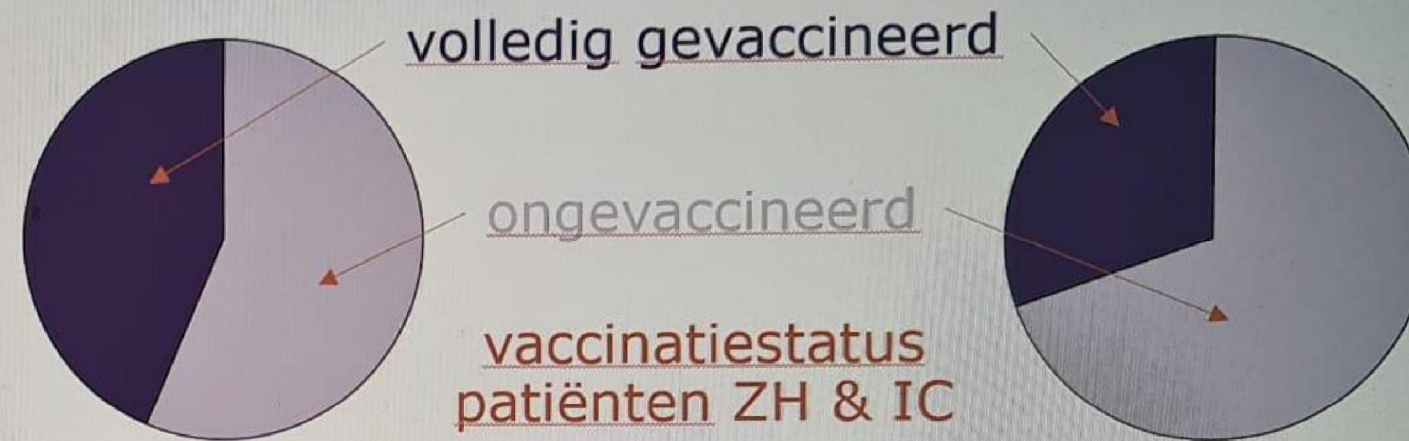 volledig gevaccineerd
ongevaccineerd
vaccinatiestatus
patiënten ZH & IC